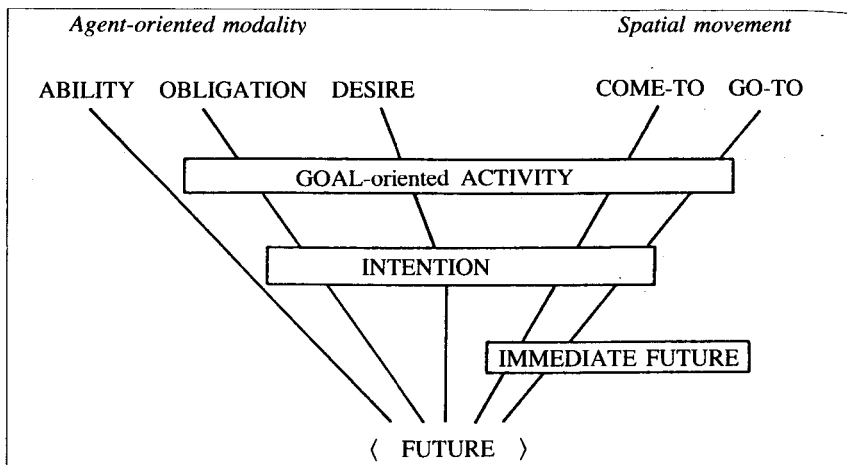 Agent-oriented modality Spatial movement
ABILITY OBLIGATION DESIRE COME-TO GO-TO
GOAL-oriented ACTIVITY
INTENTION
IMMEDIATE FUTURE
⟨ FUTURE ⟩